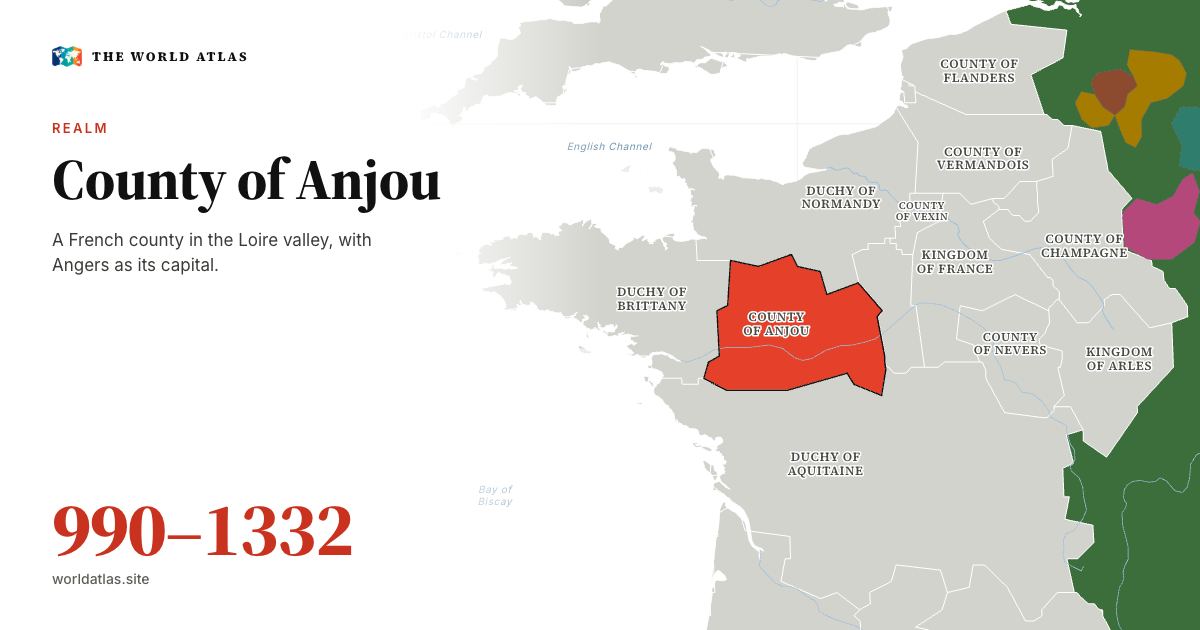 THE WORLD ATLAS
REALM
County of Anjou
A French county in the Loire valley, with
Angers as its capital.
990–1332
worldatlas.site
Channel
English Channel
Bay of
Biscay
COUNTY OF
FLANDERS
COUNTY OF
VERMANDOIS
DUCHY OF
NORMANDY
COUNTY
OF VEXIN
COUNTY OF
CHAMPAGNE
KINGDOM
OF FRANCE
DUCHY OF
BRITTANY
COUNTY
OF ANJOU
COUNTY
OF NEVERS
KINGDOM
OF ARLES
DUCHY OF
AQUITAINE